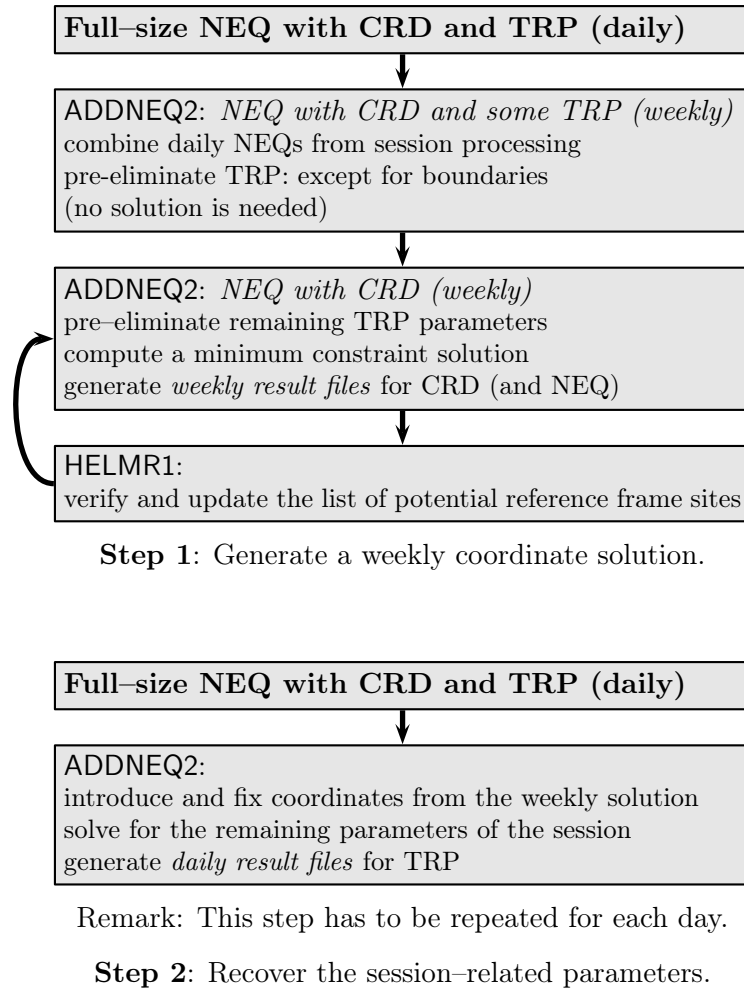 Full–size NEQ with CRD and TRP (daily)
ADDNEQ2: NEQ with CRD and some TRP (weekly)
combine daily NEQs from session processing
pre-eliminate TRP: except for boundaries
(no solution is needed)
ADDNEQ2: NEQ with CRD (weekly)
pre–eliminate remaining TRP parameters
compute a minimum constraint solution
generate weekly result files for CRD (and NEQ)
HELMR1:
verify and update the list of potential reference frame sites
Step 1: Generate a weekly coordinate solution.
Full–size NEQ with CRD and TRP (daily)
ADDNEQ2:
introduce and fix coordinates from the weekly solution
solve for the remaining parameters of the session
generate daily result files for TRP
Remark: This step has to be repeated for each day.
Step 2: Recover the session–related parameters.